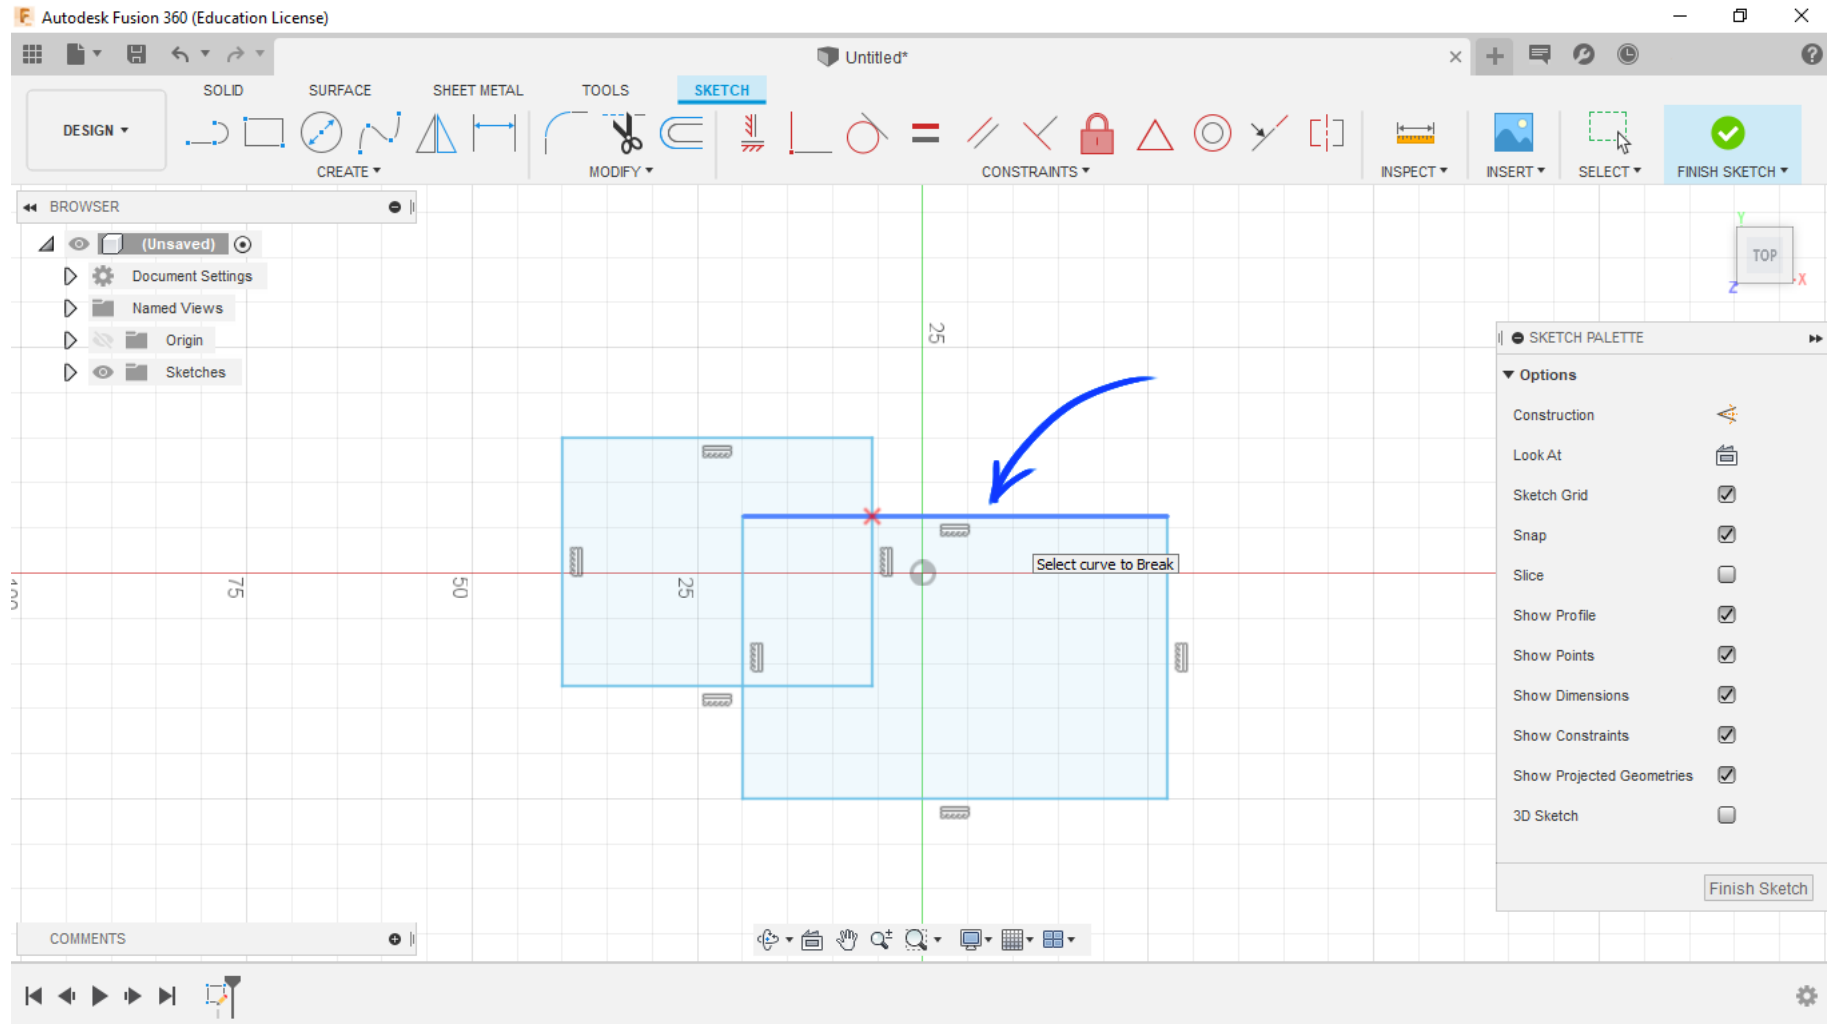 Autodesk Fusion 360 (Education License)
Untitled*
SOLID SURFACE SHEET METAL TOOLS SKETCH
DESIGN
CREATE MODIFY CONSTRAINTS INSPECT INSERT SELECT FINISH SKETCH
BROWSER
(Unsaved)
Document Settings
Named Views
Origin
Sketches
Y
TOP
X
Z
25
SKETCH PALETTE
Options
Construction
Look At
Sketch Grid
Snap
Slice
Show Profile
Show Points
Show Dimensions
Show Constraints
Show Projected Geometries
3D Sketch
Finish Sketch
Select curve to Break
100 75 50 25
COMMENTS